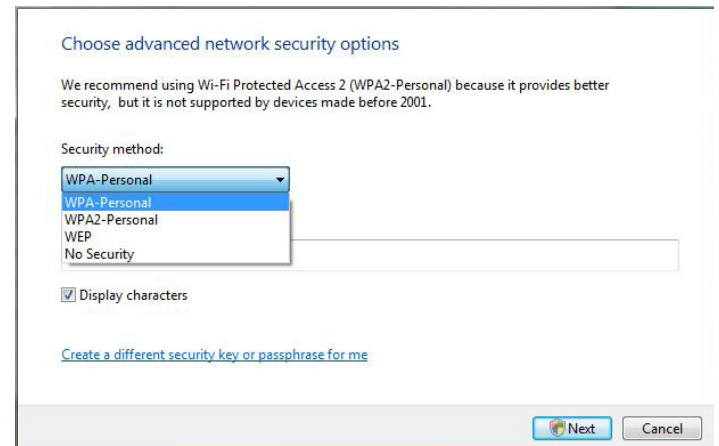 Choose advanced network security options
We recommend using Wi-Fi Protected Access 2 (WPA2-Personal) because it provides better
security, but it is not supported by devices made before 2001.
Security method:
WPA-Personal
WPA-Personal
WPA2-Personal
WEP
No Security
Display characters
Create a different security key or passphrase for me
Next Cancel